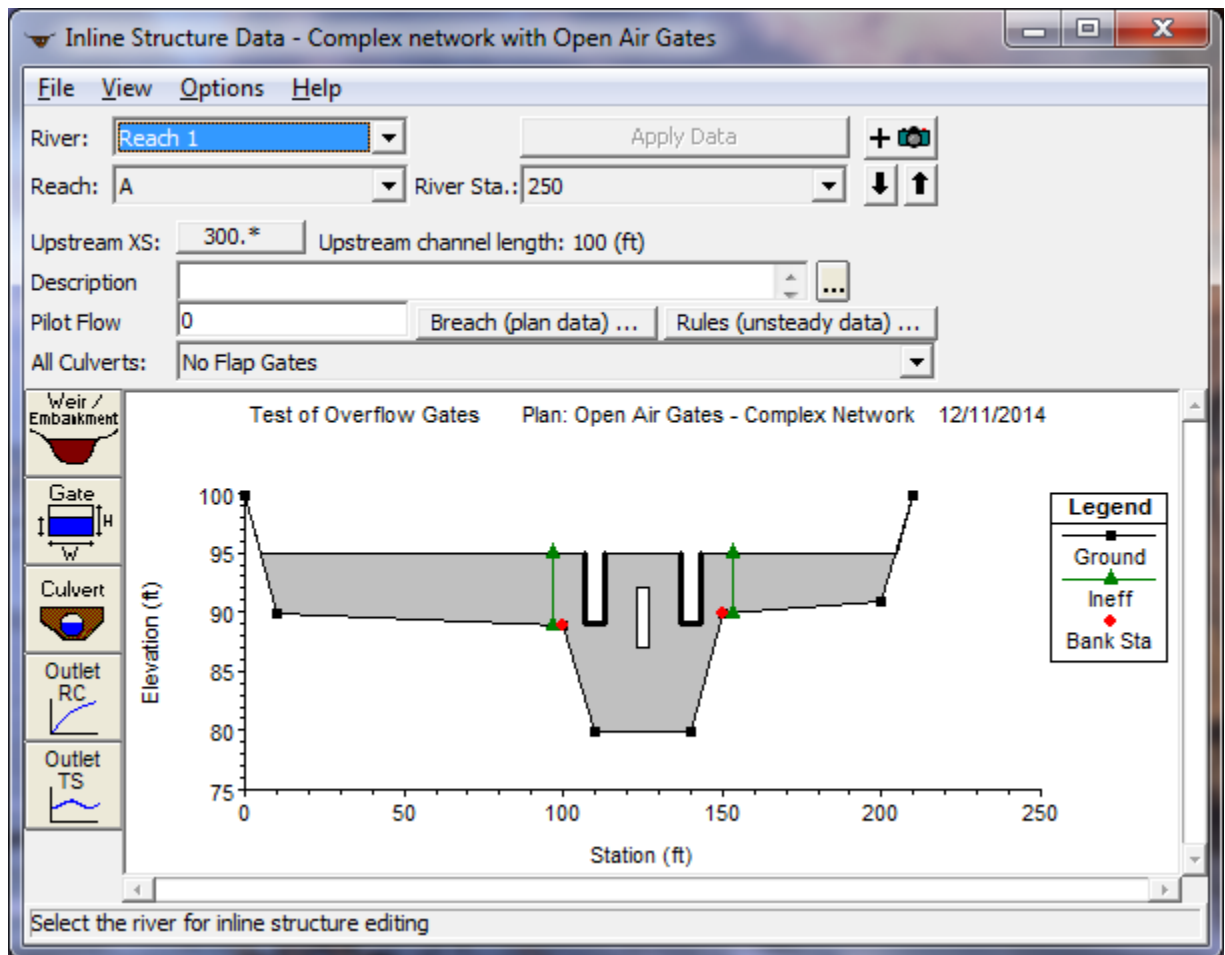 Inline Structure Data - Complex network with Open Air Gates
File View Options Help
River: Reach 1 Apply Data +
Reach: A River Sta.: 250
Upstream XS: 300.* Upstream channel length: 100 (ft)
Description ...
Pilot Flow 0 Breach (plan data) ... Rules (unsteady data) ...
All Culverts: No Flap Gates
Weir /
Embankment
Gate
H
W
Culvert
Outlet
RC
Outlet
TS
Test of Overflow Gates Plan: Open Air Gates - Complex Network 12/11/2014
Elevation (ft)
100
95
90
85
80
75
0 50 100 150 200 250
Station (ft)
Legend
Ground
Ineff
Bank Sta
Select the river for inline structure editing